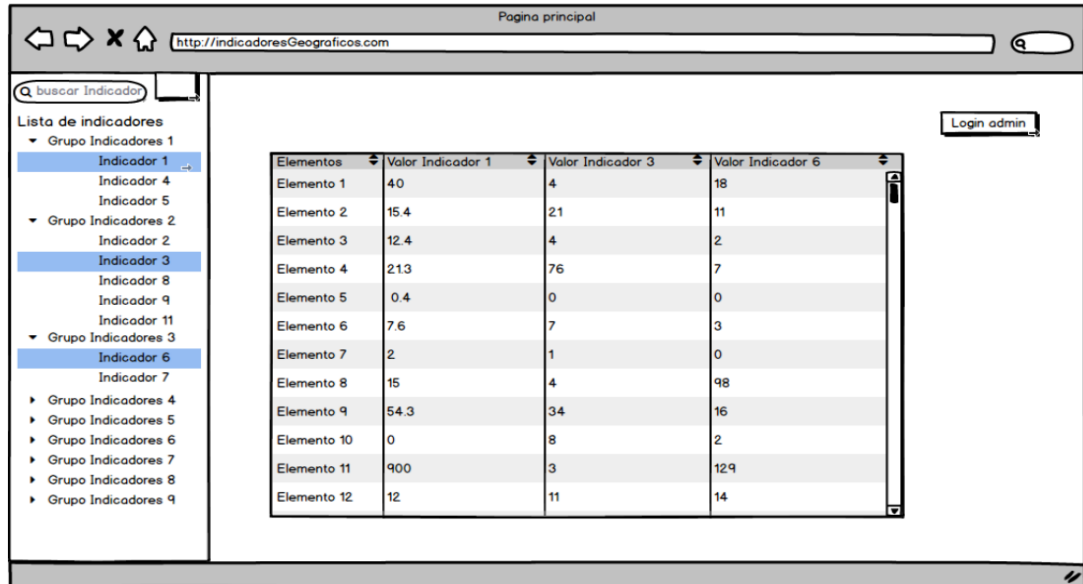 Pagina principal
http://indicadoresGeograficos.com
buscar Indicador
Lista de indicadores
Grupo Indicadores 1
Indicador 1
Indicador 4
Indicador 5
Grupo Indicadores 2
Indicador 2
Indicador 3
Indicador 8
Indicador 9
Indicador 11
Grupo Indicadores 3
Indicador 6
Indicador 7
Grupo Indicadores 4
Grupo Indicadores 5
Grupo Indicadores 6
Grupo Indicadores 7
Grupo Indicadores 8
Grupo Indicadores 9
Login admin
Elementos Valor Indicador 1 Valor Indicador 3 Valor Indicador 6
Elemento 1 40 4 18
Elemento 2 15.4 21 11
Elemento 3 12.4 4 2
Elemento 4 21.3 76 7
Elemento 5 0.4 0 0
Elemento 6 7.6 7 3
Elemento 7 2 1 0
Elemento 8 15 4 98
Elemento 9 54.3 34 16
Elemento 10 0 8 2
Elemento 11 900 3 129
Elemento 12 12 11 14